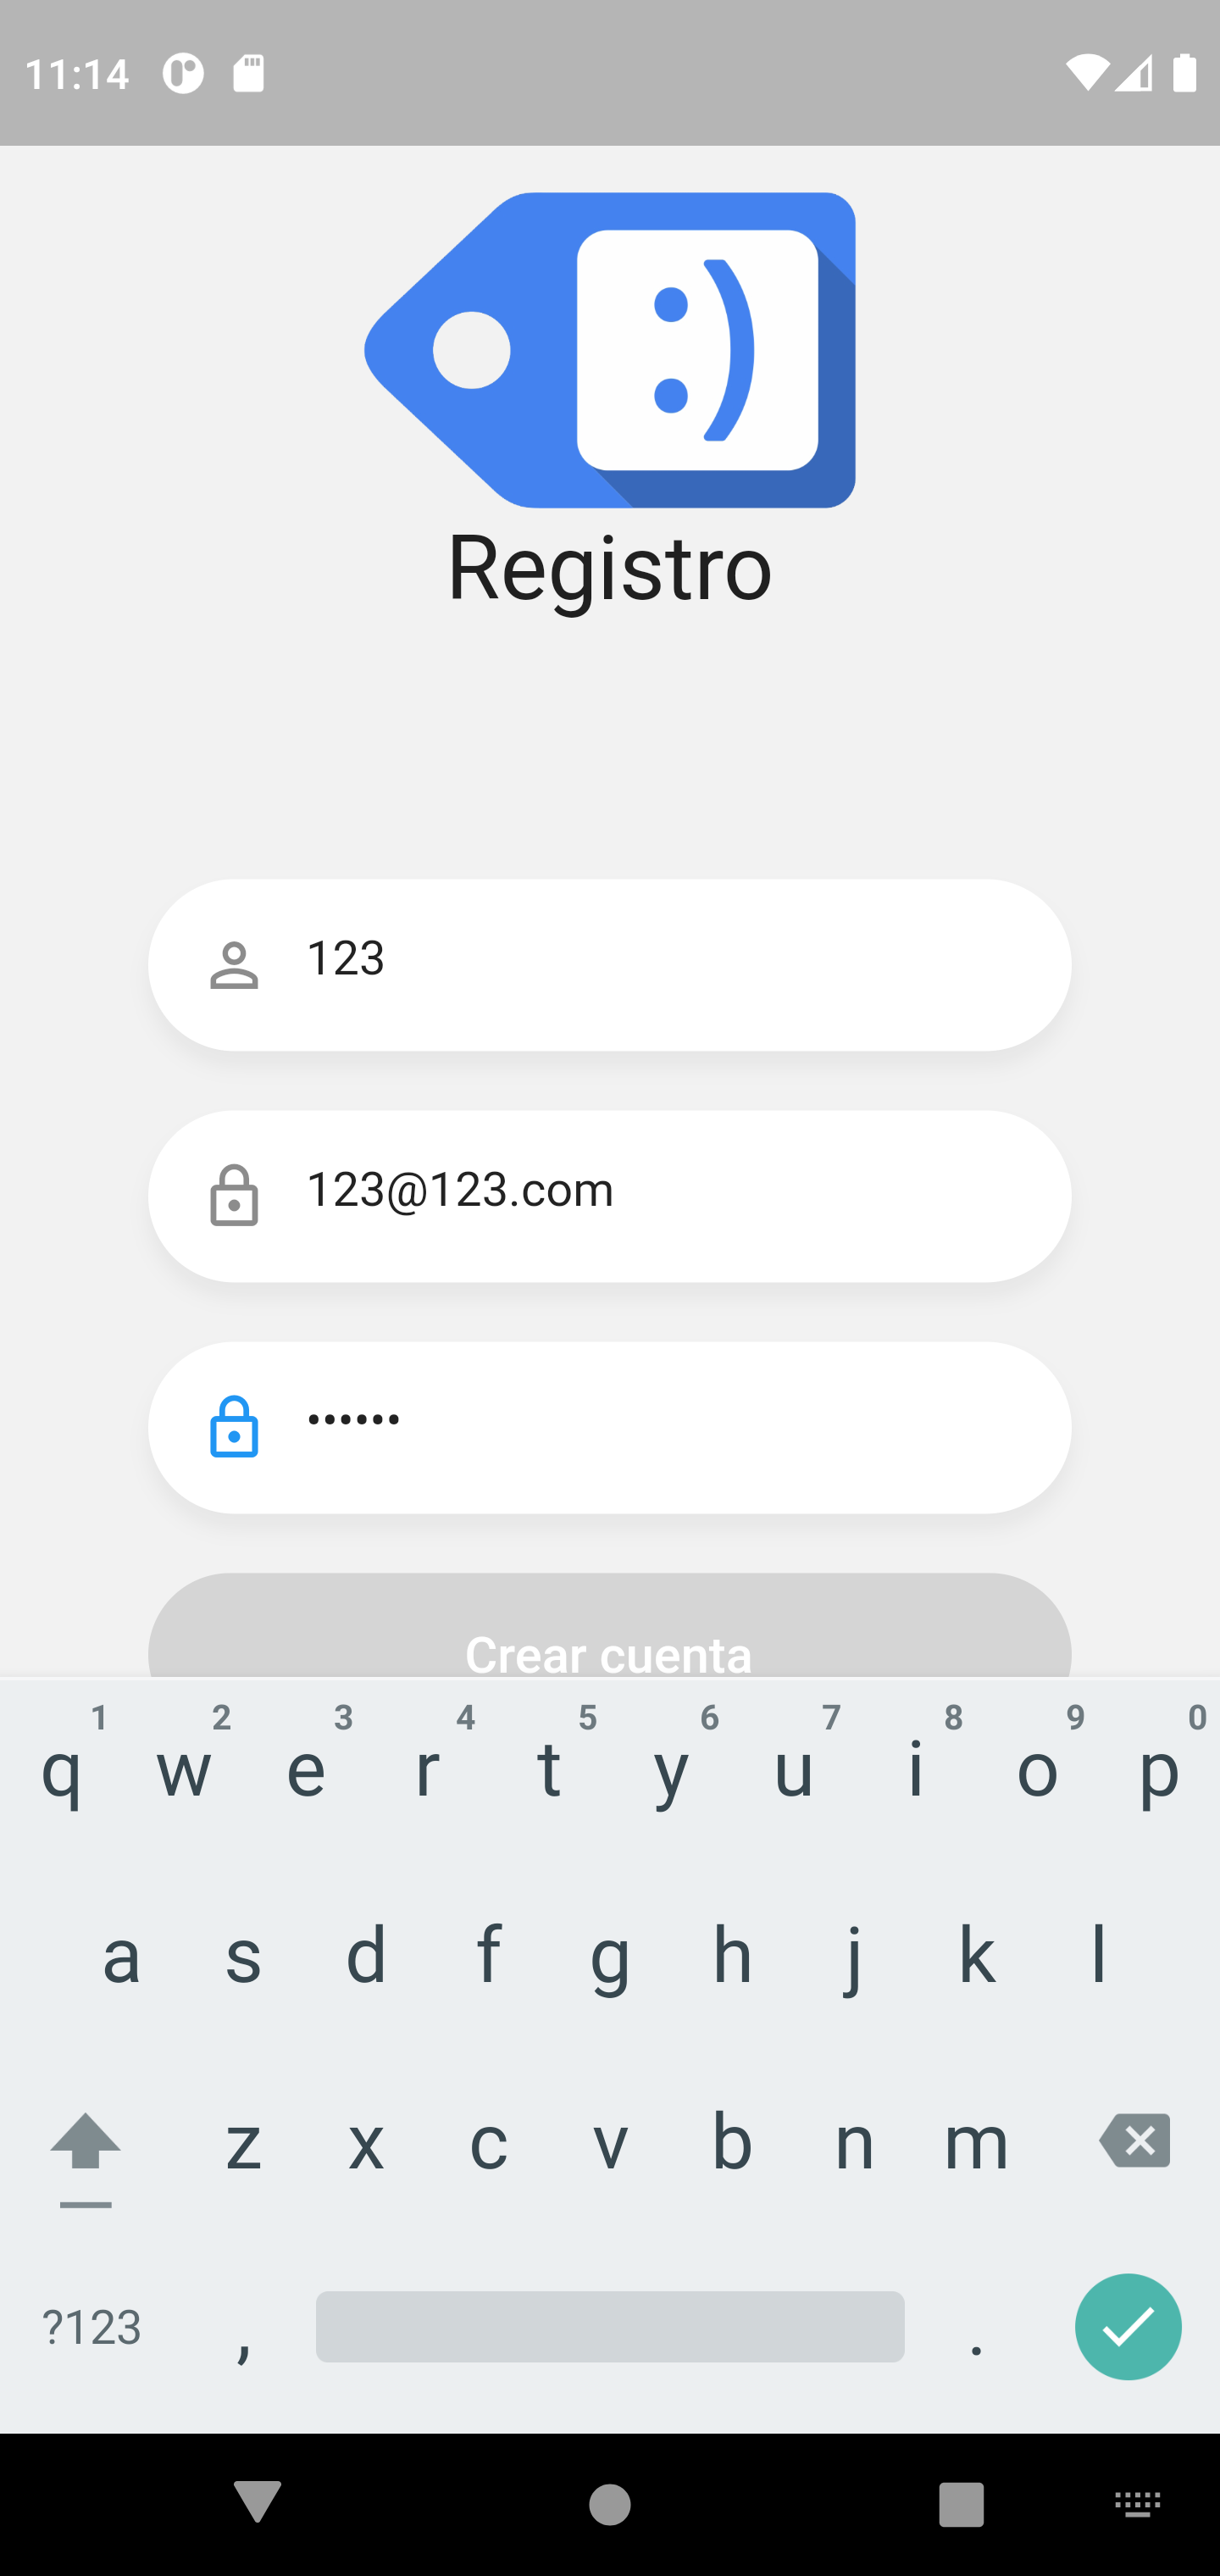 11:14
:)
Registro
123
123@123.com
••••••
Crear cuenta
1 2 3 4 5 6 7 8 9 0
q w e r t y u i o p
a s d f g h j k l
z x c v b n m
?123 , .